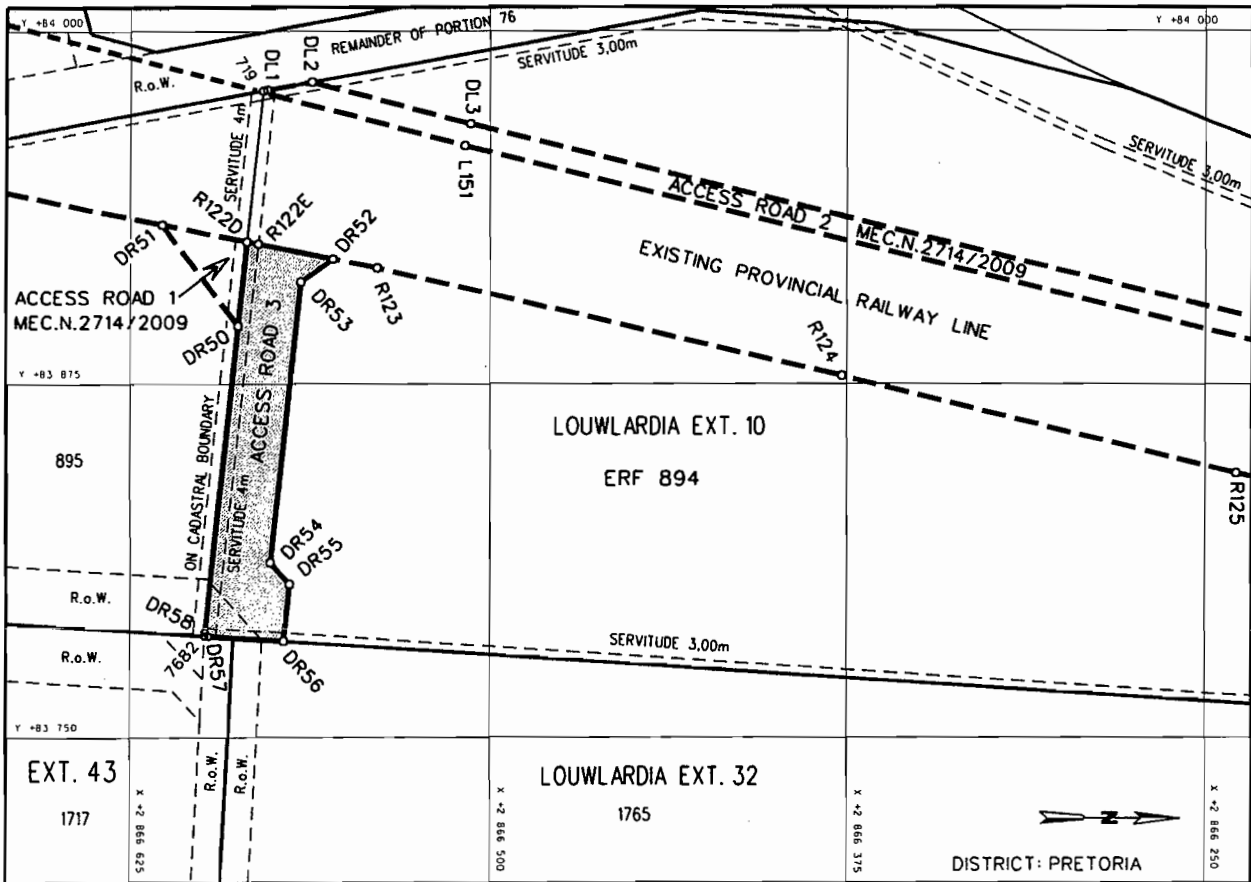 Y +84 000
Y +84 000
REMAINDER OF PORTION 76
SERVITUDE 3,00m
R.o.W.
719
DL1
DL2
DL3
L151
SERVITUDE 3,00m
SERVITUDE 4m
ACCESS ROAD 2 MEC.N.2714/2009
EXISTING PROVINCIAL RAILWAY LINE
DR51
R122D
R122E
DR52
R123
DR53
R124
R125
ACCESS ROAD 1
MEC.N.2714/2009
DR50
ACCESS ROAD 3
Y +83 875
ON CADASTRAL BOUNDARY
SERVITUDE 4m
895
LOUWLARDIA EXT. 10
ERF 894
DR54
DR55
R.o.W.
DR58
7682
DR57
DR56
SERVITUDE 3,00m
R.o.W.
Y +83 750
EXT. 43
1717
R.o.W.
R.o.W.
LOUWLARDIA EXT. 32
1765
X +2 866 625
X +2 866 500
X +2 866 375
X +2 866 250
N
DISTRICT: PRETORIA